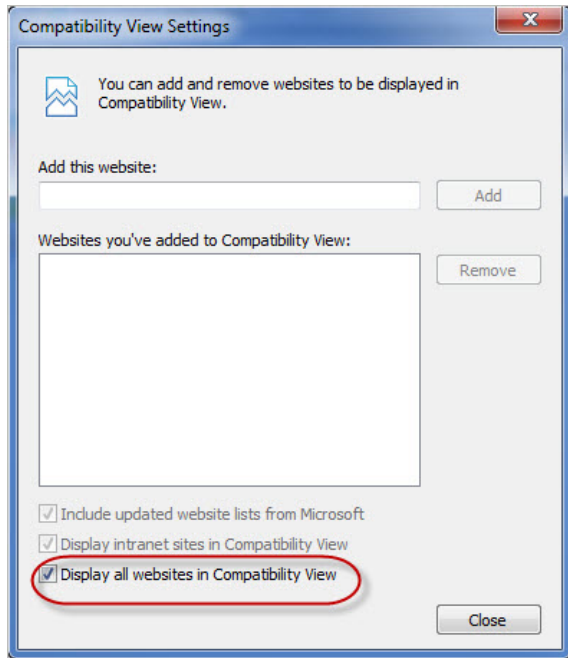 Compatibility View Settings
You can add and remove websites to be displayed in
Compatibility View.
Add this website:
Add
Websites you've added to Compatibility View:
Remove
Include updated website lists from Microsoft
Display intranet sites in Compatibility View
Display all websites in Compatibility View
Close